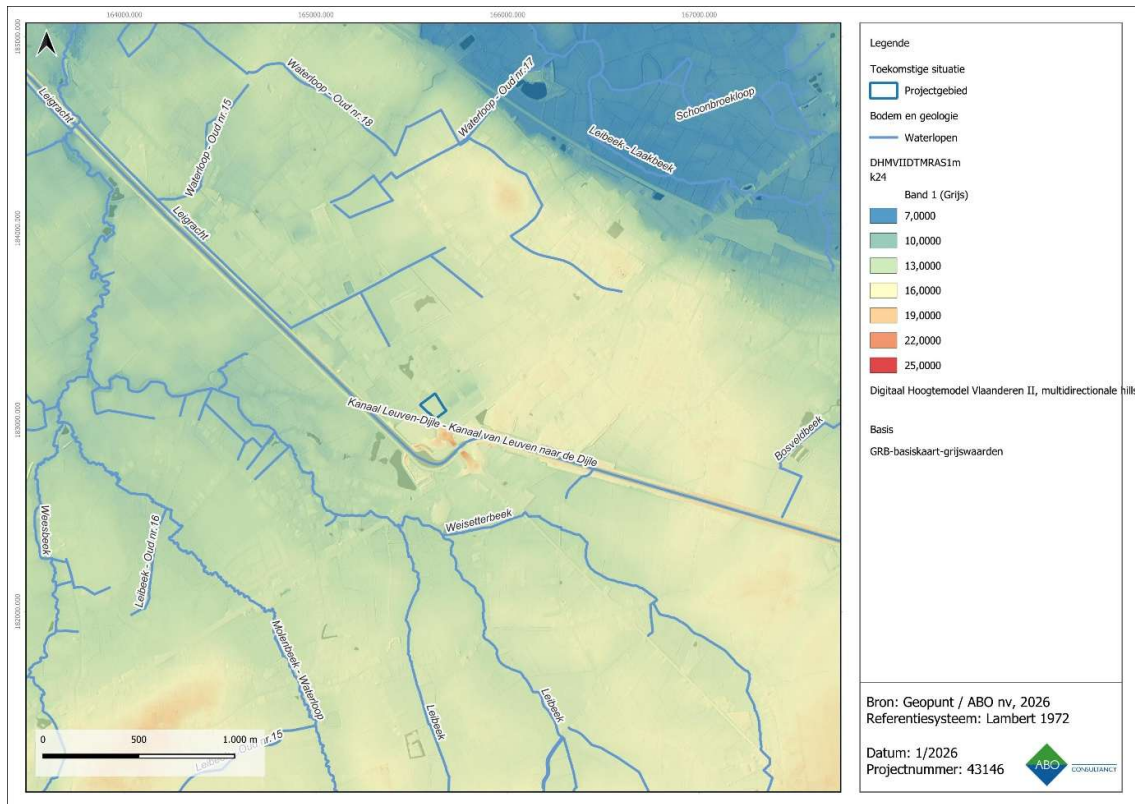 164000.000
165000.000
166000.000
167000.000
185000.000
184000.000
183000.000
182000.000
Leigracht
Waterloop - Oud nr.15
Waterloop - Oud nr.18
Waterloop - Oud nr.17
Schoonbroekloop
Leibeek - Laakbeek
Leigracht
Kanaal Leuven-Dijle - Kanaal van Leuven naar de Dijle
Bosveldbeek
Weisetterbeek
Weesbeek
Leibeek - Oud nr.16
Molenbeek - Waterloop
Leibeek
Leibeek
Leibeek - Oud nr.15
0 500 1.000 m
Legende
Toekomstige situatie
Projectgebied
Bodem en geologie
Waterlopen
DHMVIIDTMRAS1m
k24
Band 1 (Grijs)
7,0000
10,0000
13,0000
16,0000
19,0000
22,0000
25,0000
Digitaal Hoogtemodel Vlaanderen II, multidirectionale hills
Basis
GRB-basiskaart-grijswaarden
Bron: Geopunt / ABO nv, 2026
Referentiesysteem: Lambert 1972
Datum: 1/2026
Projectnummer: 43146
ABO
CONSULTANCY